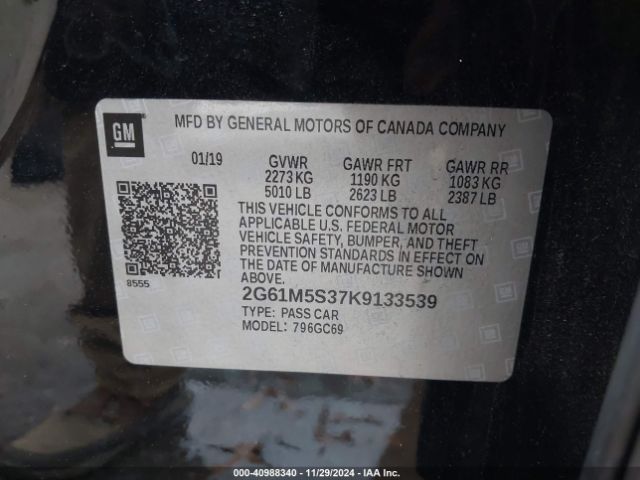 GM
MFD BY GENERAL MOTORS OF CANADA COMPANY
01/19 GVWR GAWR FRT GAWR RR
2273 KG 1190 KG 1083 KG
5010 LB 2623 LB 2387 LB
THIS VEHICLE CONFORMS TO ALL
APPLICABLE U.S. FEDERAL MOTOR
VEHICLE SAFETY, BUMPER, AND THEFT
PREVENTION STANDARDS IN EFFECT ON
THE DATE OF MANUFACTURE SHOWN
ABOVE.
8555
2G61M5S37K9133539
TYPE: PASS CAR
MODEL: 796GC69
000-40988340 - 11/29/2024 - IAA Inc.